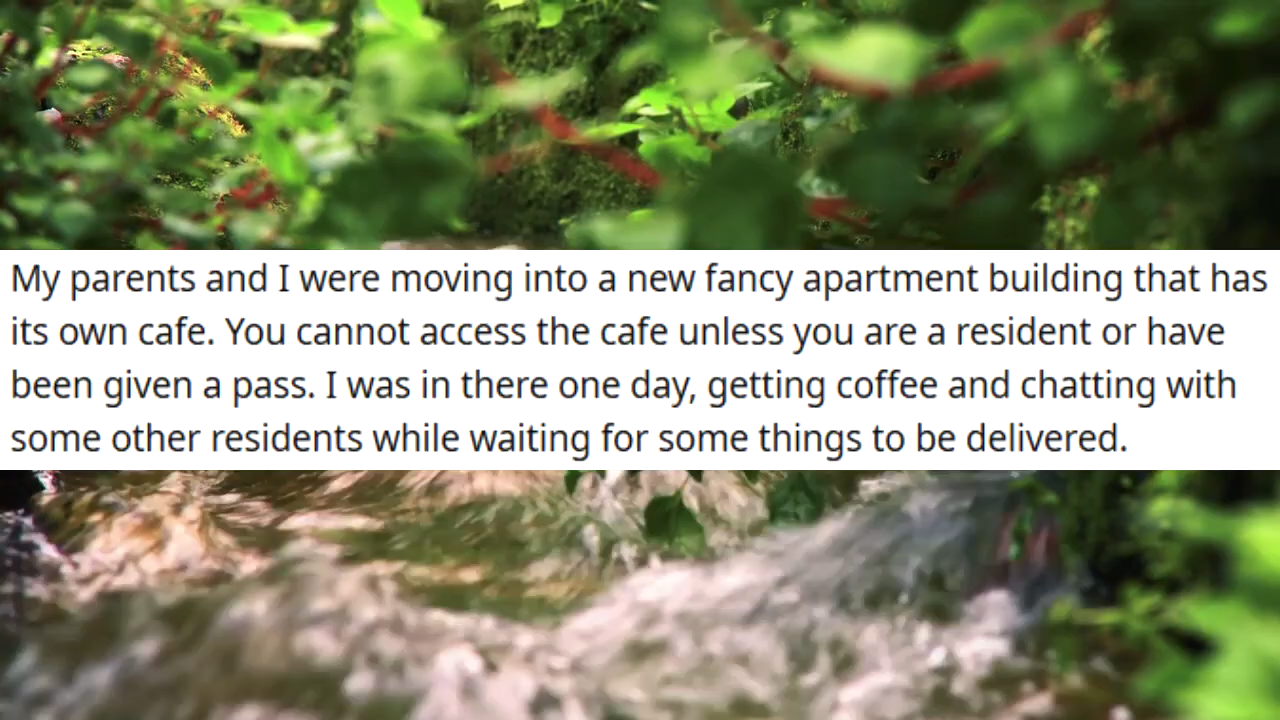 My parents and I were moving into a new fancy apartment building that has
its own cafe. You cannot access the cafe unless you are a resident or have
been given a pass. I was in there one day, getting coffee and chatting with
some other residents while waiting for some things to be delivered.